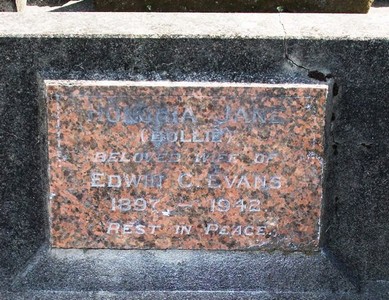 JANE
(DOLLIE)
BELOVED WIFE OF
EDWIN C. EVANS
1897 — 1942
(REST IN PEACE.)